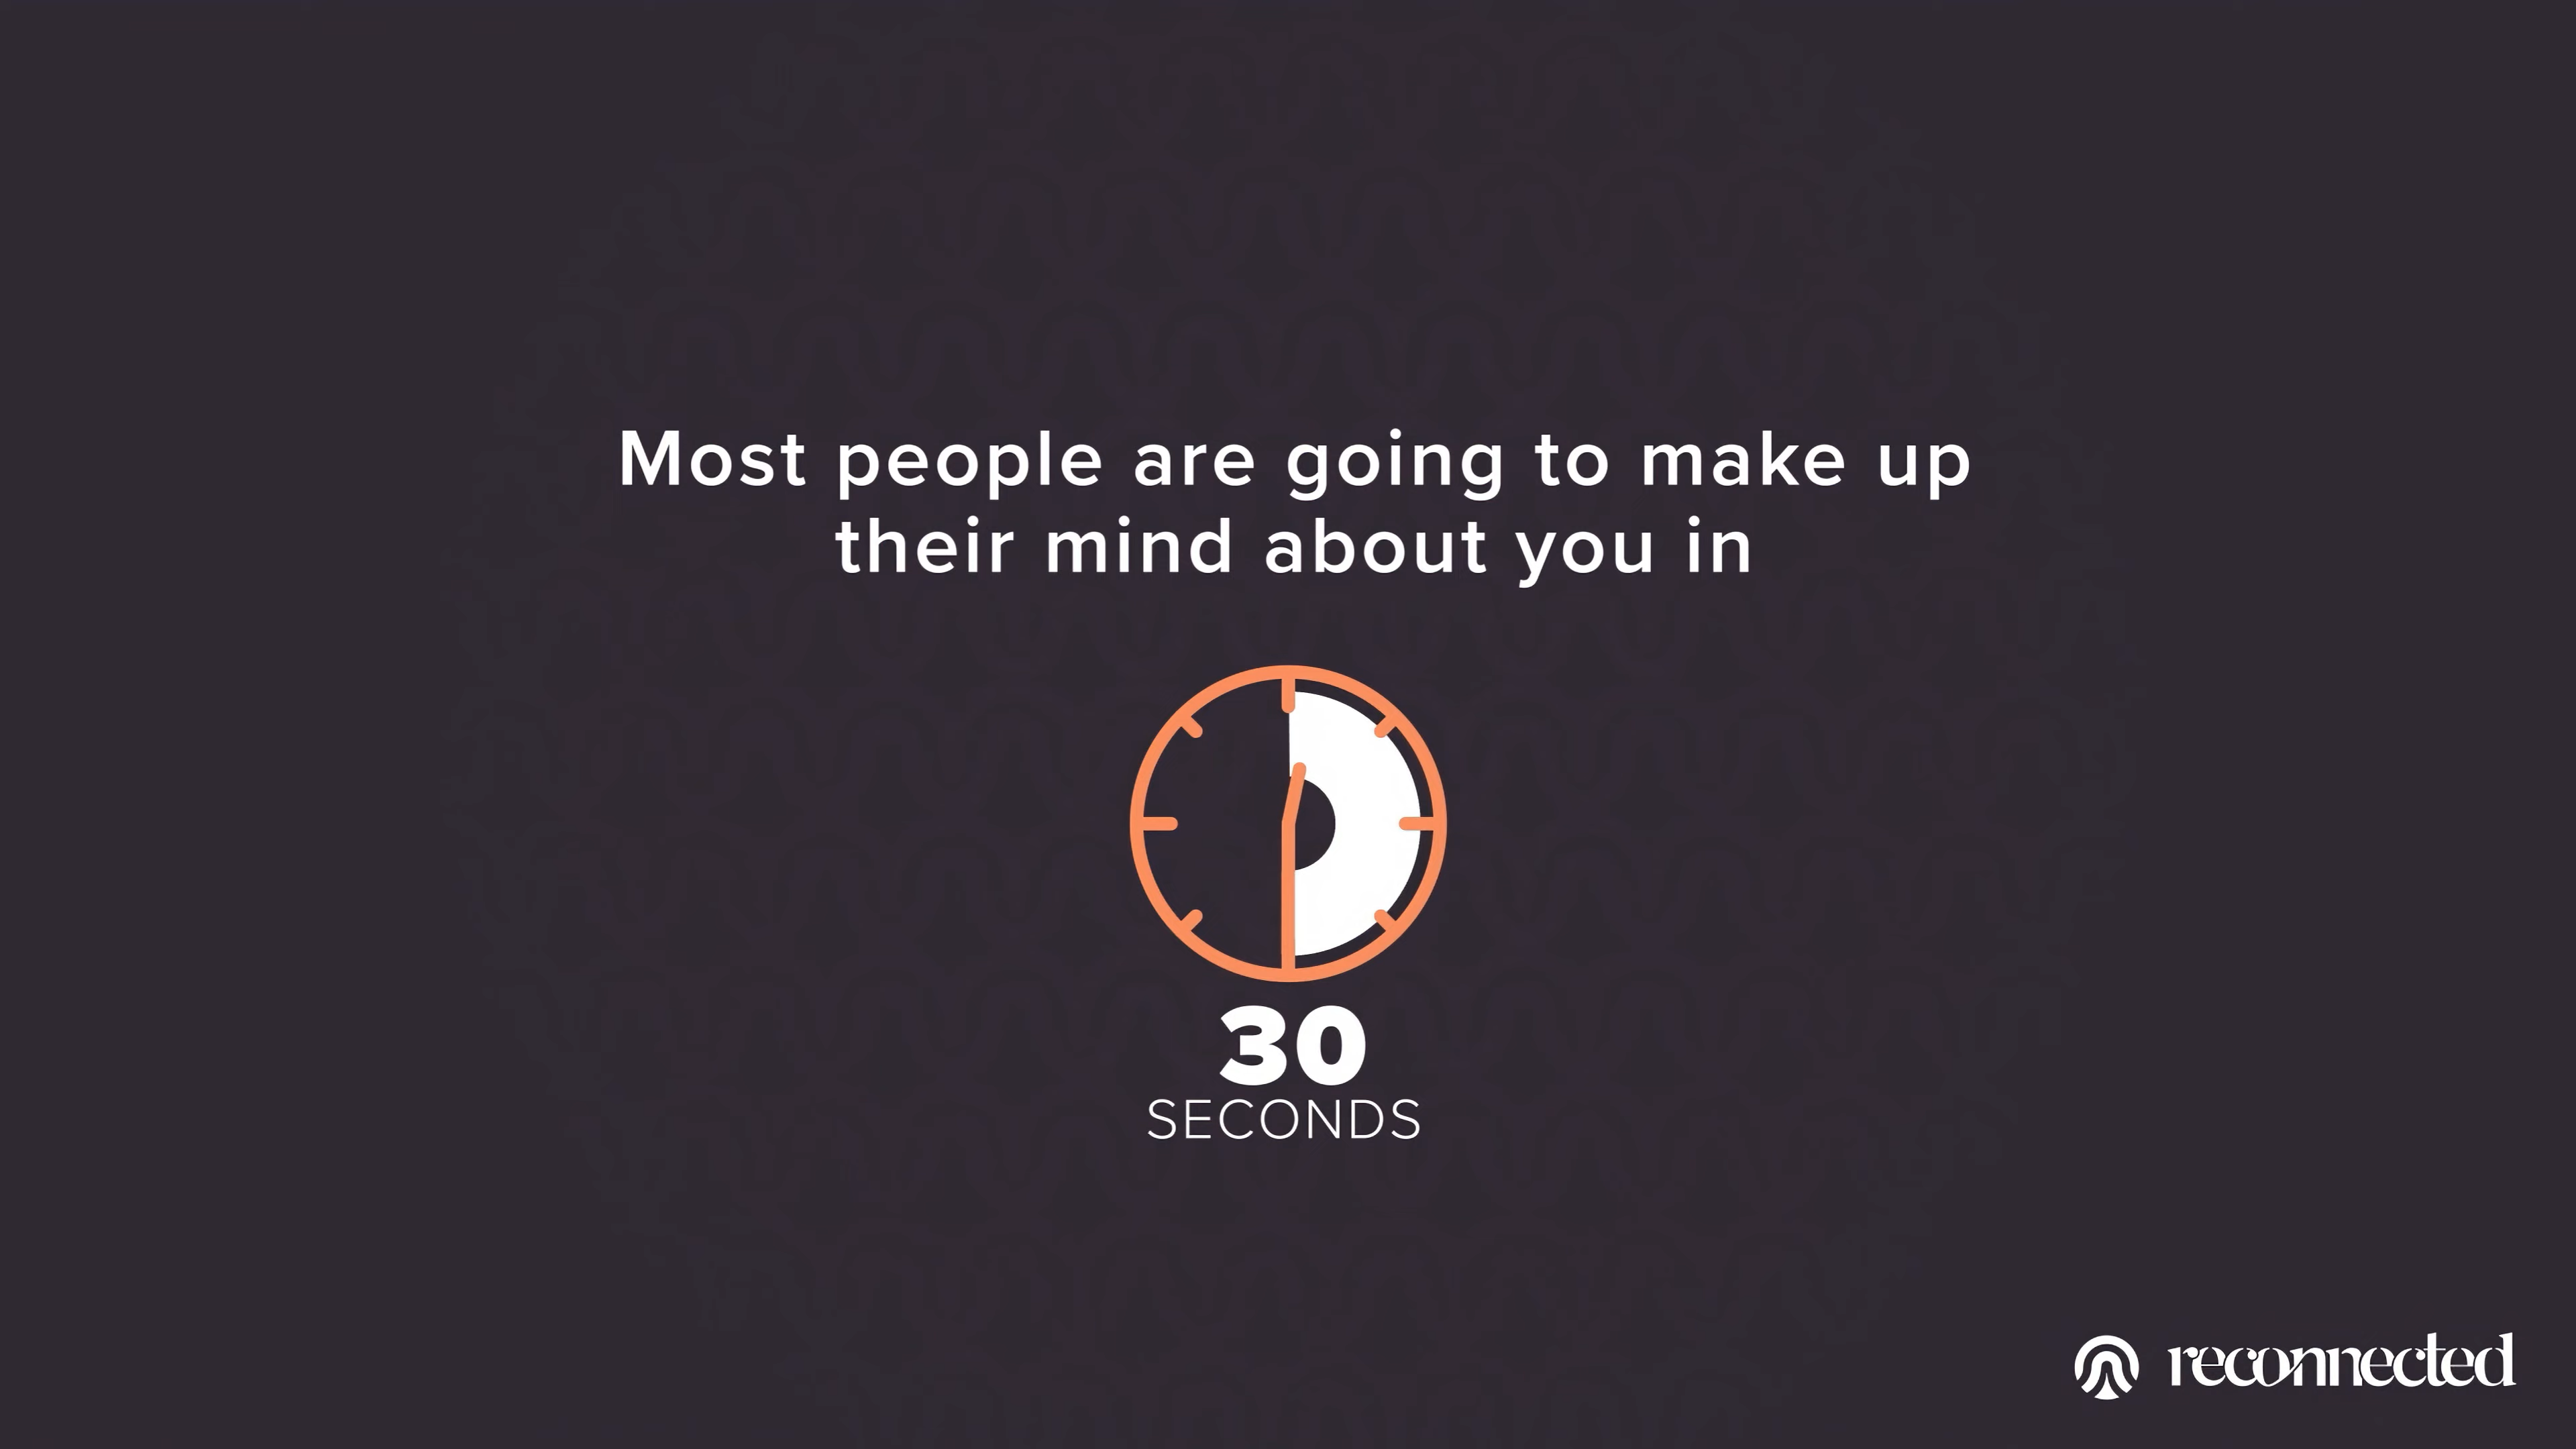 Most people are going to make up
their mind about you in
30
SECONDS
reconnected